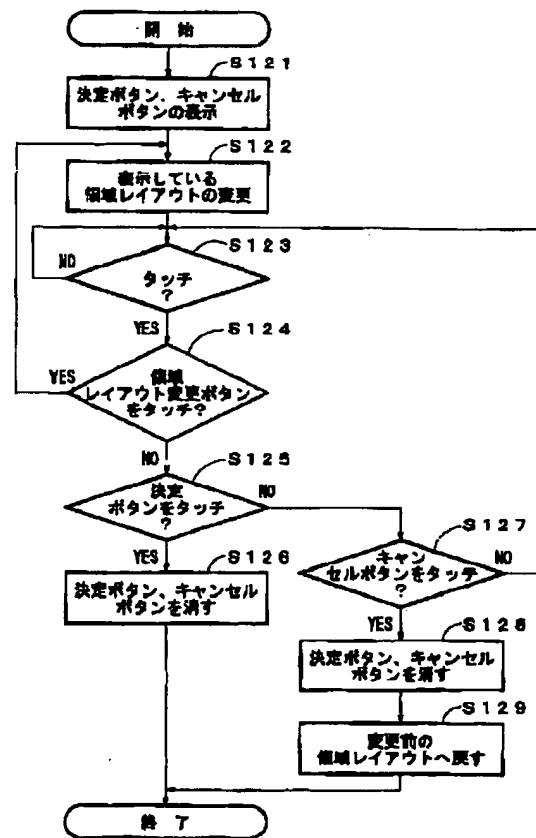 開 始
S121
決定ボタン、キャンセル
ボタンの表示
S122
表示している
領域レイアウトの変更
S123
NO
タッチ
?
YES
S124
YES
領域
レイアウト変更ボタン
をタッチ?
NO
S125
決定
ボタンをタッチ
?
NO
YES
S126
決定ボタン、キャンセル
ボタンを消す
S127
キャン
セルボタンをタッチ
?
NO
YES
S128
決定ボタン、キャンセル
ボタンを消す
S129
変更前の
領域レイアウトへ戻す
終 了